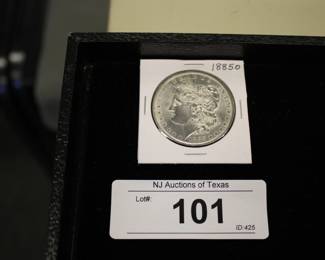 1885O
NJ Auctions of Texas
Lot#:
101
ID:425